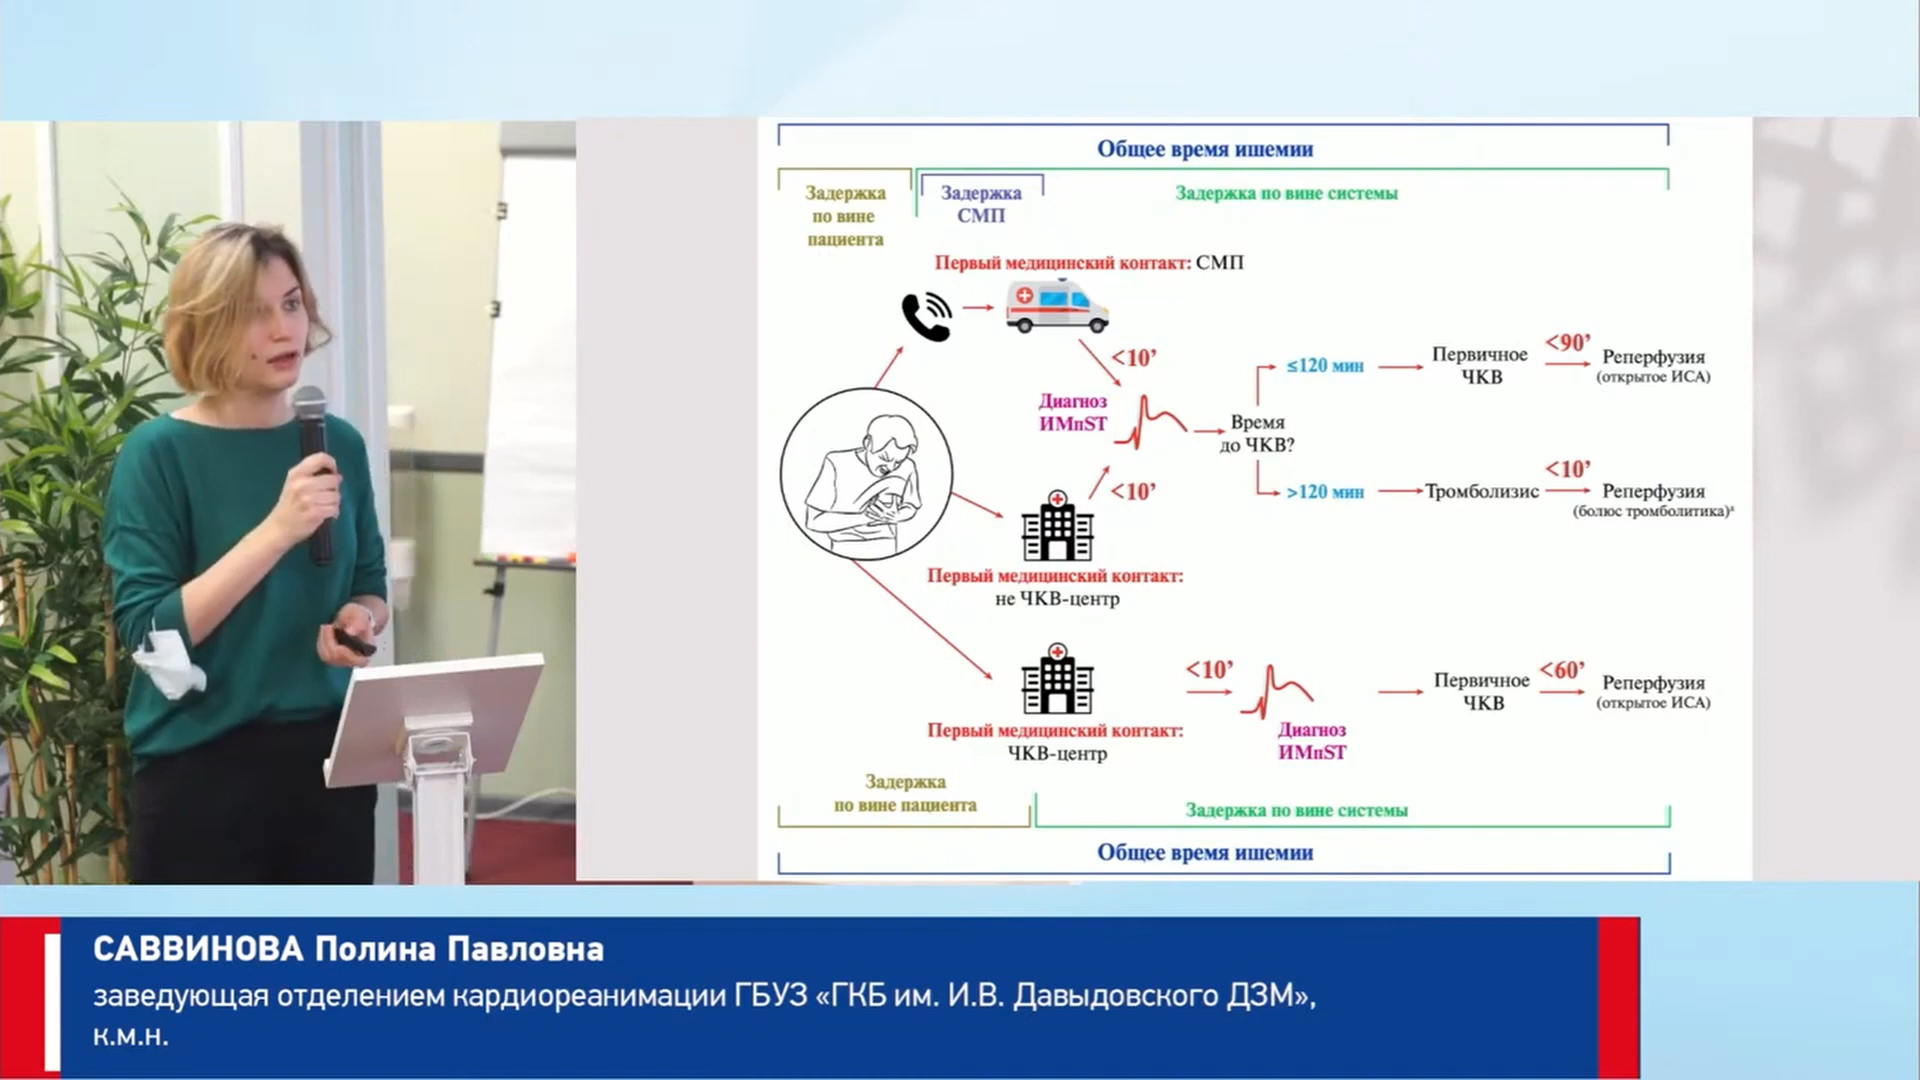 Общее время ишемии
Задержка
по вине
пациента
Задержка
СМП
Задержка по вине системы
Первый медицинский контакт: СМП
<10’
Диагноз
ИМпST
<10’
Время
до ЧКВ?
≤120 мин
Первичное
ЧКВ
<90’
Реперфузия
(открытое ИСА)
>120 мин
Тромболизис
<10’
Реперфузия
(болюс тромболитика)ᵃ
Первый медицинский контакт:
не ЧКВ-центр
Первый медицинский контакт:
ЧКВ-центр
<10’
Диагноз
ИМпST
Первичное
ЧКВ
<60’
Реперфузия
(открытое ИСА)
Задержка
по вине пациента
Задержка по вине системы
Общее время ишемии
САВВИНОВА Полина Павловна
заведующая отделением кардиореанимации ГБУЗ «ГКБ им. И.В. Давыдовского ДЗМ»,
к.м.н.